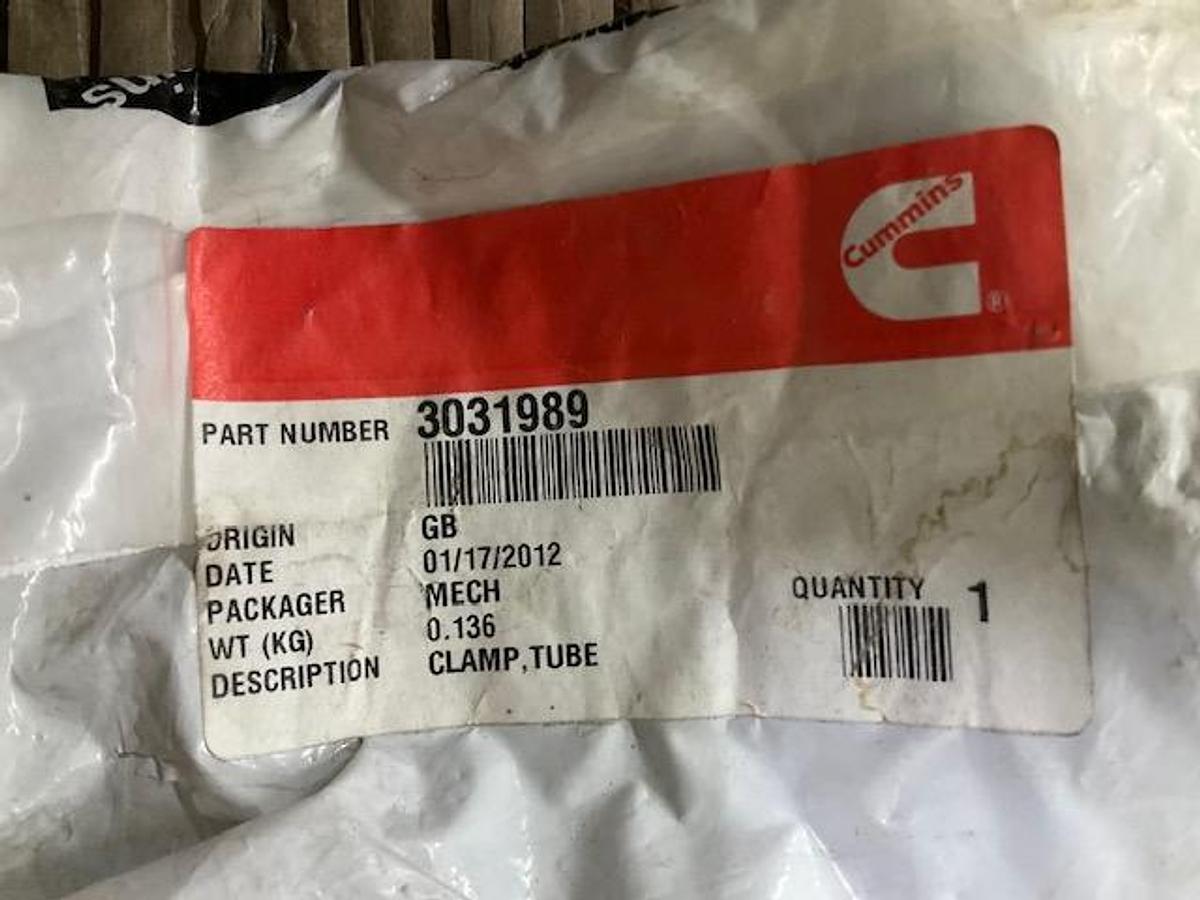 Cummins
®
PART NUMBER 3031989
ORIGIN GB
DATE 01/17/2012
PACKAGER MECH
WT (KG) 0.136
DESCRIPTION CLAMP,TUBE
QUANTITY 1